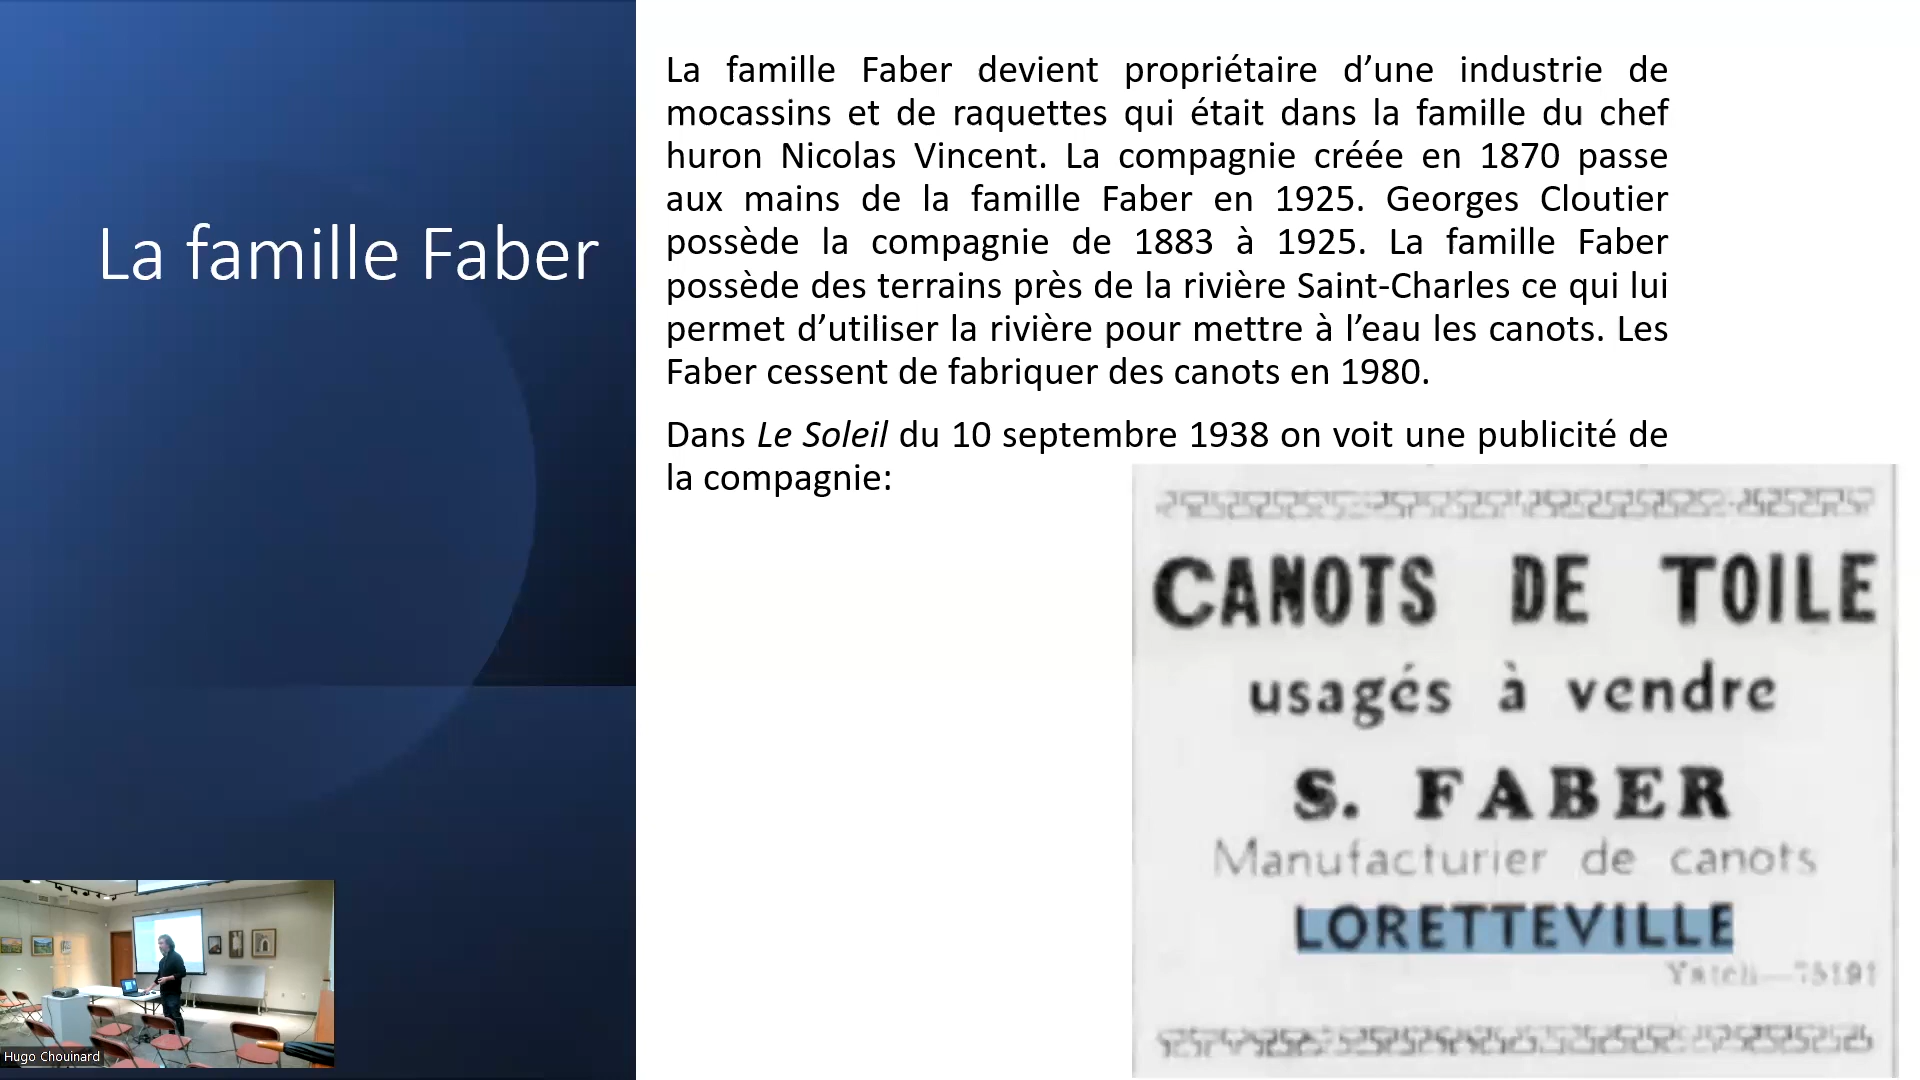 La famille Faber
La famille Faber devient propriétaire d’une industrie de
mocassins et de raquettes qui était dans la famille du chef
huron Nicolas Vincent. La compagnie créée en 1870 passe
aux mains de la famille Faber en 1925. Georges Cloutier
possède la compagnie de 1883 à 1925. La famille Faber
possède des terrains près de la rivière Saint-Charles ce qui lui
permet d’utiliser la rivière pour mettre à l’eau les canots. Les
Faber cessent de fabriquer des canots en 1980.
Dans Le Soleil du 10 septembre 1938 on voit une publicité de
la compagnie:
CANOTS DE TOILE
usagés à vendre
S. FABER
Manufacturier de canots
LORETTEVILLE
Hugo Chouinard